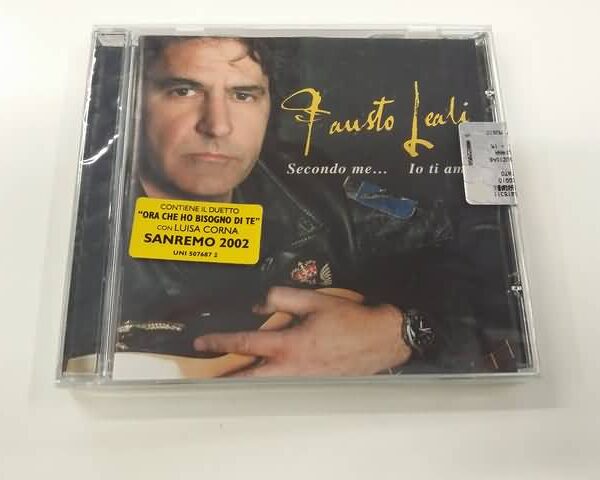 Fausto Leali
Secondo me... Io ti am
CONTIENE IL DUETTO
"ORA CHE HO BISOGNO DI TE"
CON LUISA CORNA
SANREMO 2002
UNI 507687 2